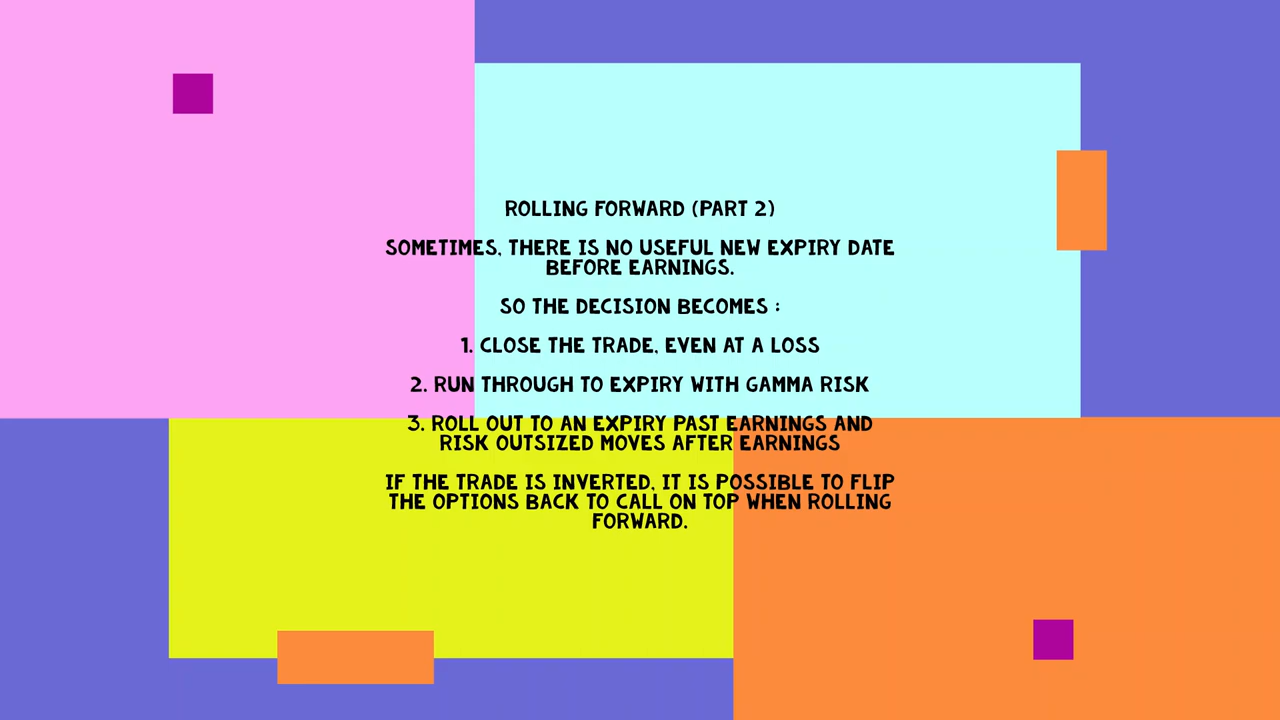 ROLLING FORWARD (PART 2)
SOMETIMES, THERE IS NO USEFUL NEW EXPIRY DATE
BEFORE EARNINGS.
SO THE DECISION BECOMES :
1. CLOSE THE TRADE, EVEN AT A LOSS
2. RUN THROUGH TO EXPIRY WITH GAMMA RISK
3. ROLL OUT TO AN EXPIRY PAST EARNINGS AND
RISK OUTSIZED MOVES AFTER EARNINGS
IF THE TRADE IS INVERTED, IT IS POSSIBLE TO FLIP
THE OPTIONS BACK TO CALL ON TOP WHEN ROLLING
FORWARD.